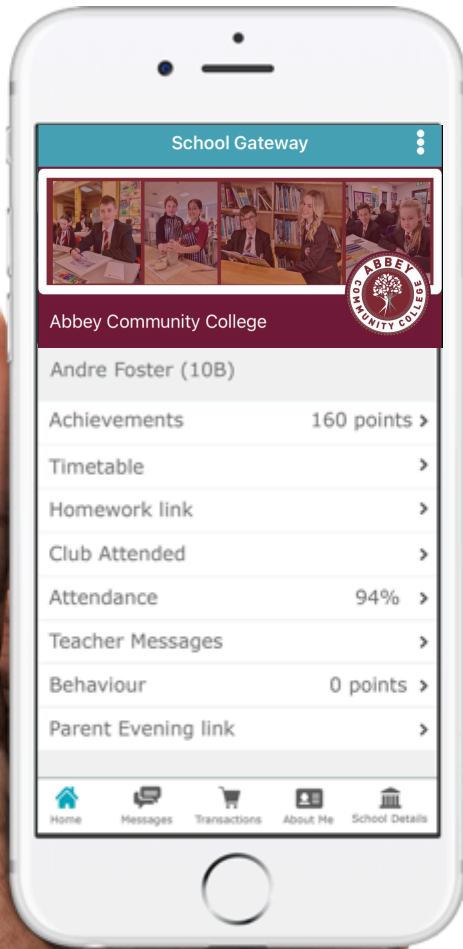 School Gateway
ABBEY
COMMUNITY COLLEGE
Abbey Community College
Andre Foster (10B)
Achievements 160 points
Timetable
Homework link
Club Attended
Attendance 94%
Teacher Messages
Behaviour 0 points
Parent Evening link
Home Messages Transactions About Me School Details